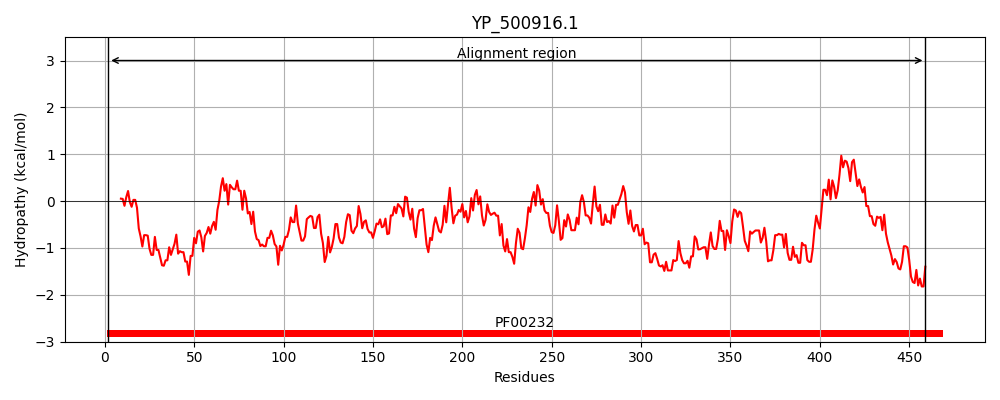 YP_500916.1
Alignment region
3
2
1
0
−1
−2
−3
Hydropathy (kcal/mol)
PF00232
0 50 100 150 200 250 300 350 400 450
Residues